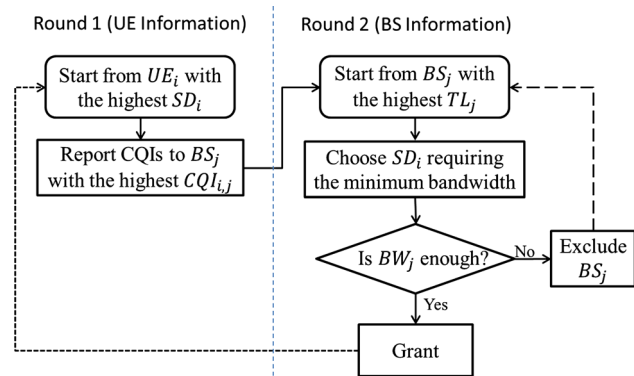 Round 1 (UE Information)
Round 2 (BS Information)
Start from UE_i with
the highest SD_i
Report CQIs to BS_j
with the highest CQI_{i,j}
Start from BS_j with
the highest TL_j
Choose SD_i requiring
the minimum bandwidth
Is BW_j enough?
No
Exclude
BS_j
Yes
Grant